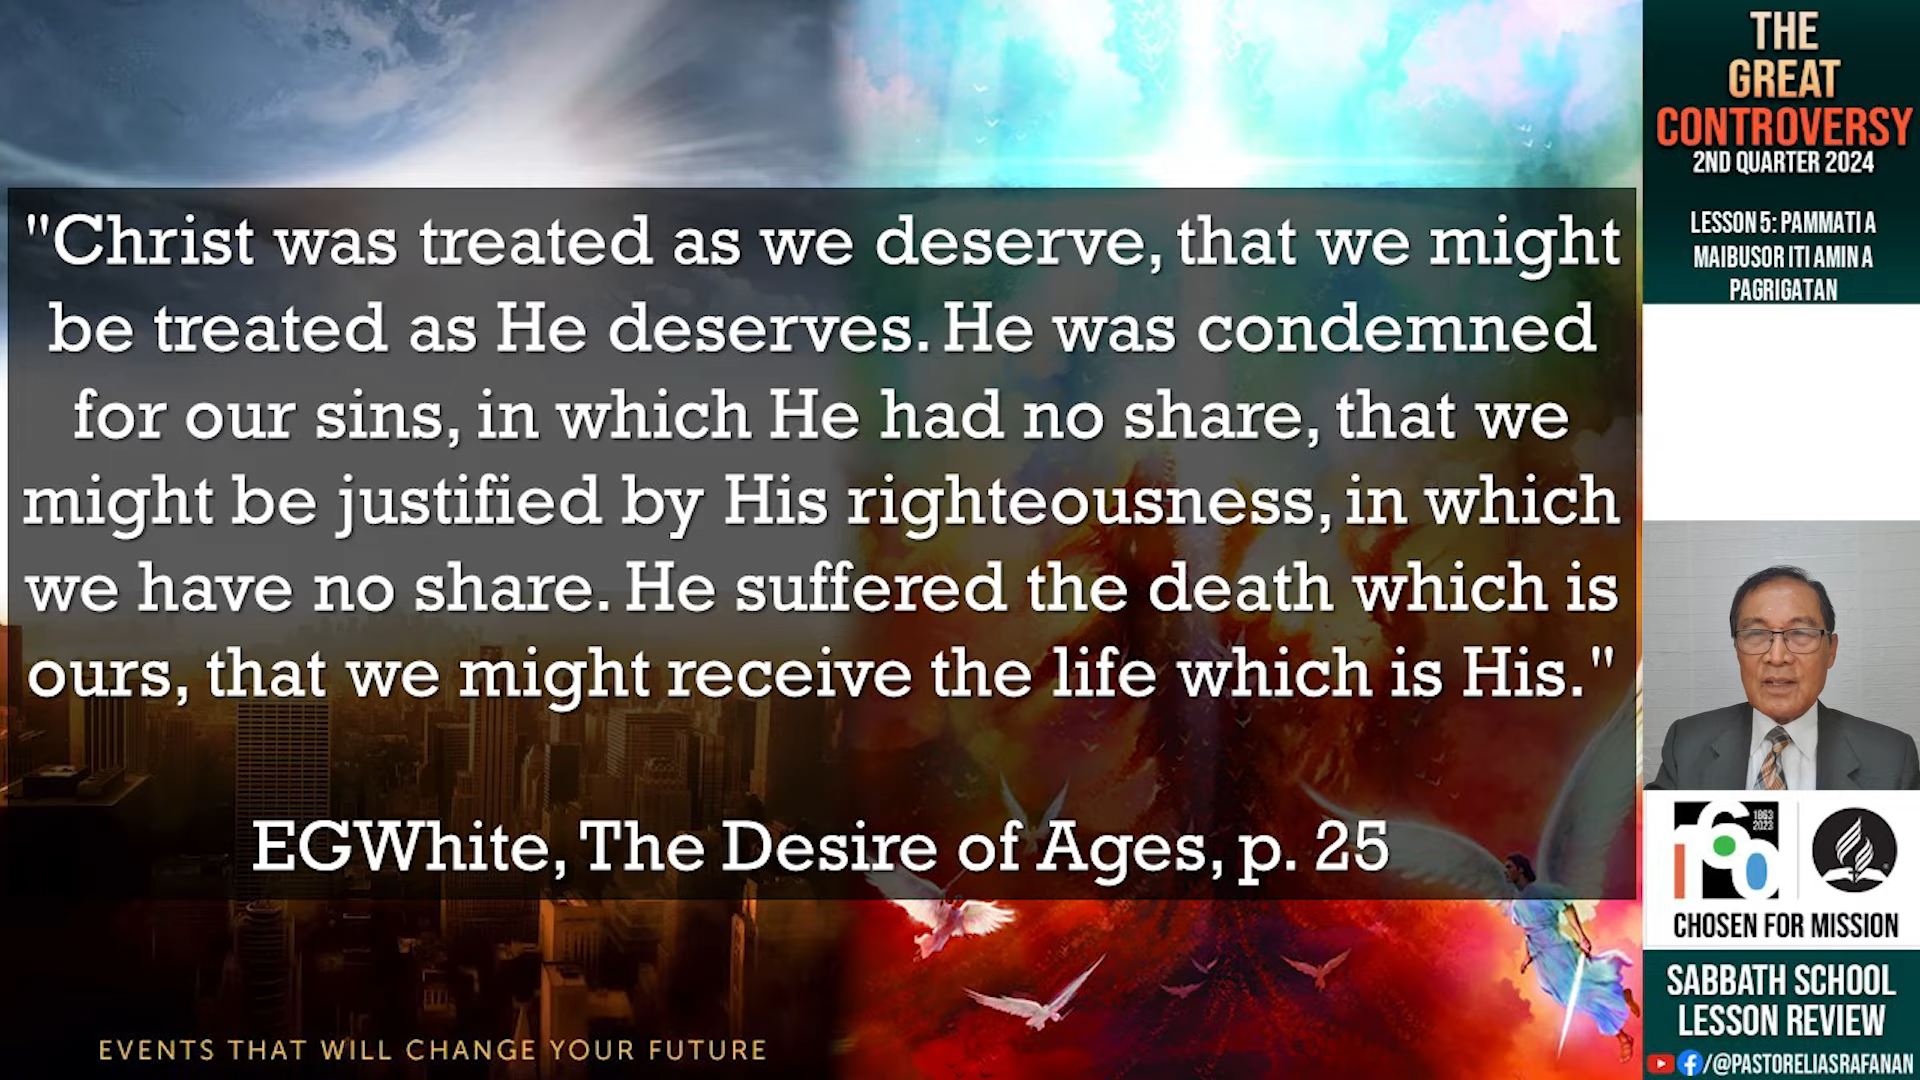 "Christ was treated as we deserve, that we might
be treated as He deserves. He was condemned
for our sins, in which He had no share, that we
might be justified by His righteousness, in which
we have no share. He suffered the death which is
ours, that we might receive the life which is His."
EGWhite, The Desire of Ages, p. 25
EVENTS THAT WILL CHANGE YOUR FUTURE
THE
GREAT
CONTROVERSY
2ND QUARTER 2024
LESSON 5: PAMMATI A
MAIBUSOR ITI AMIN A
PAGRIGATAN
1863
2023
160
CHOSEN FOR MISSION
SABBATH SCHOOL
LESSON REVIEW
/@PASTORELIASRAFANAN